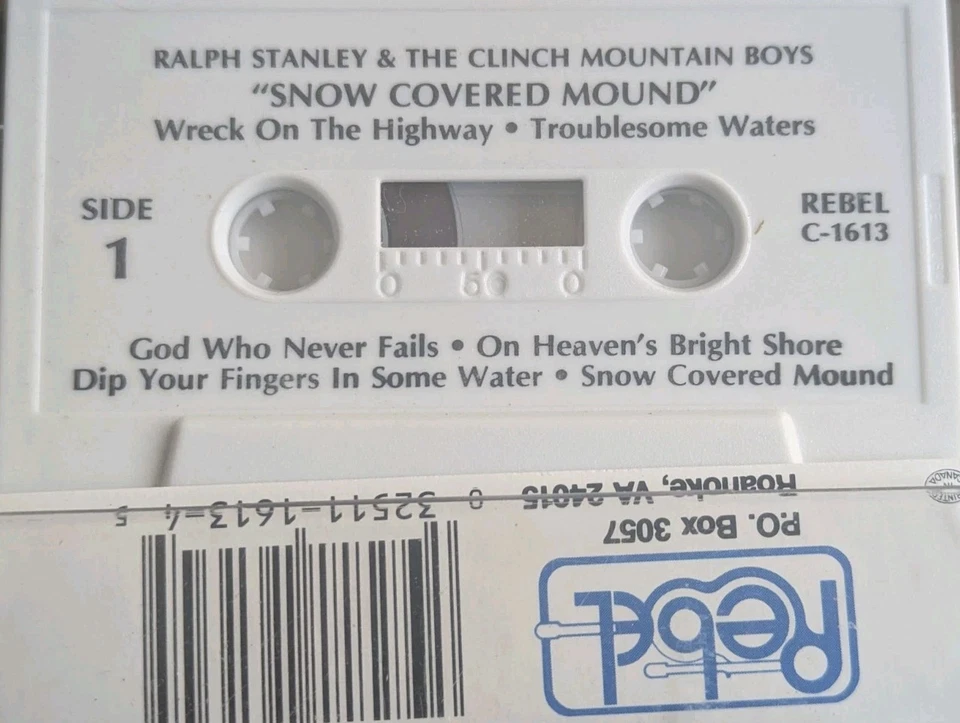 RALPH STANLEY & THE CLINCH MOUNTAIN BOYS
"SNOW COVERED MOUND"
Wreck On The Highway • Troublesome Waters
SIDE
1
REBEL
C-1613
0 50 0
God Who Never Fails • On Heaven's Bright Shore
Dip Your Fingers In Some Water • Snow Covered Mound
Rebel
P.O. Box 3057
Roanoke, VA 24015
0 32511-1613-4 5
CANADA